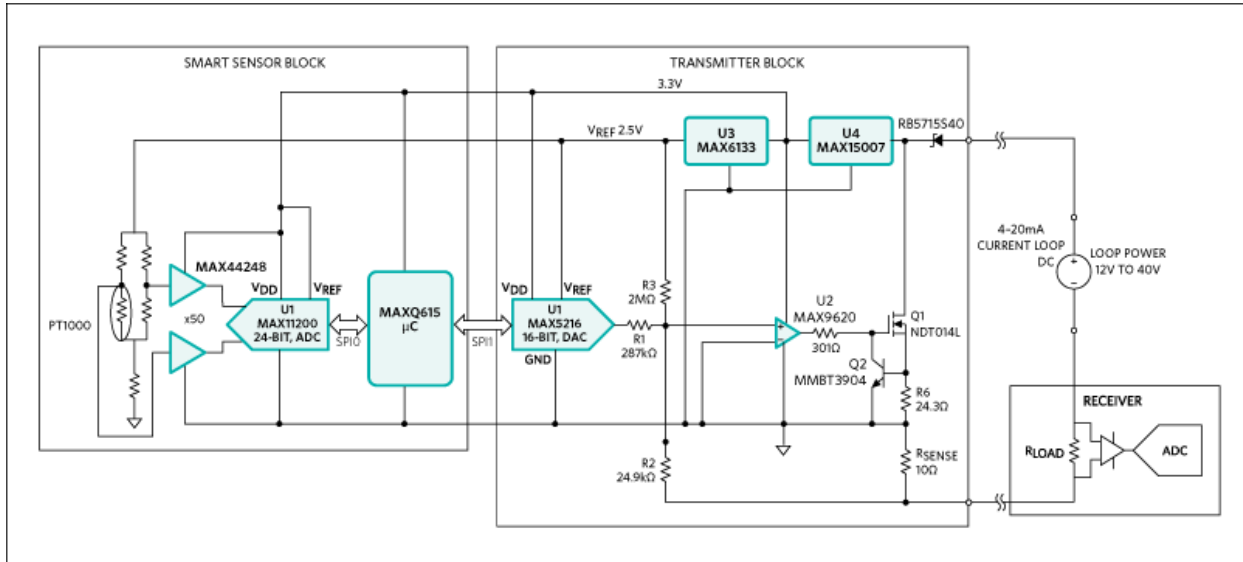 SMART SENSOR BLOCK
TRANSMITTER BLOCK
3.3V
VREF 2.5V
U3
MAX6133
U4
MAX15007
RB5715S40
4-20mA
CURRENT LOOP
DC
LOOP POWER
12V TO 40V
+
−
PT1000
MAX44248
x50
VDD
VREF
U1
MAX11200
24-BIT, ADC
SPI0
MAXQ615
µC
SPI1
VDD
VREF
U1
MAX5216
16-BIT, DAC
GND
R3
2MΩ
R1
287kΩ
U2
MAX9620
+
−
301Ω
Q1
NDT014L
Q2
MMBT3904
R6
24.3Ω
R2
24.9kΩ
RSENSE
10Ω
RECEIVER
RLOAD
ADC